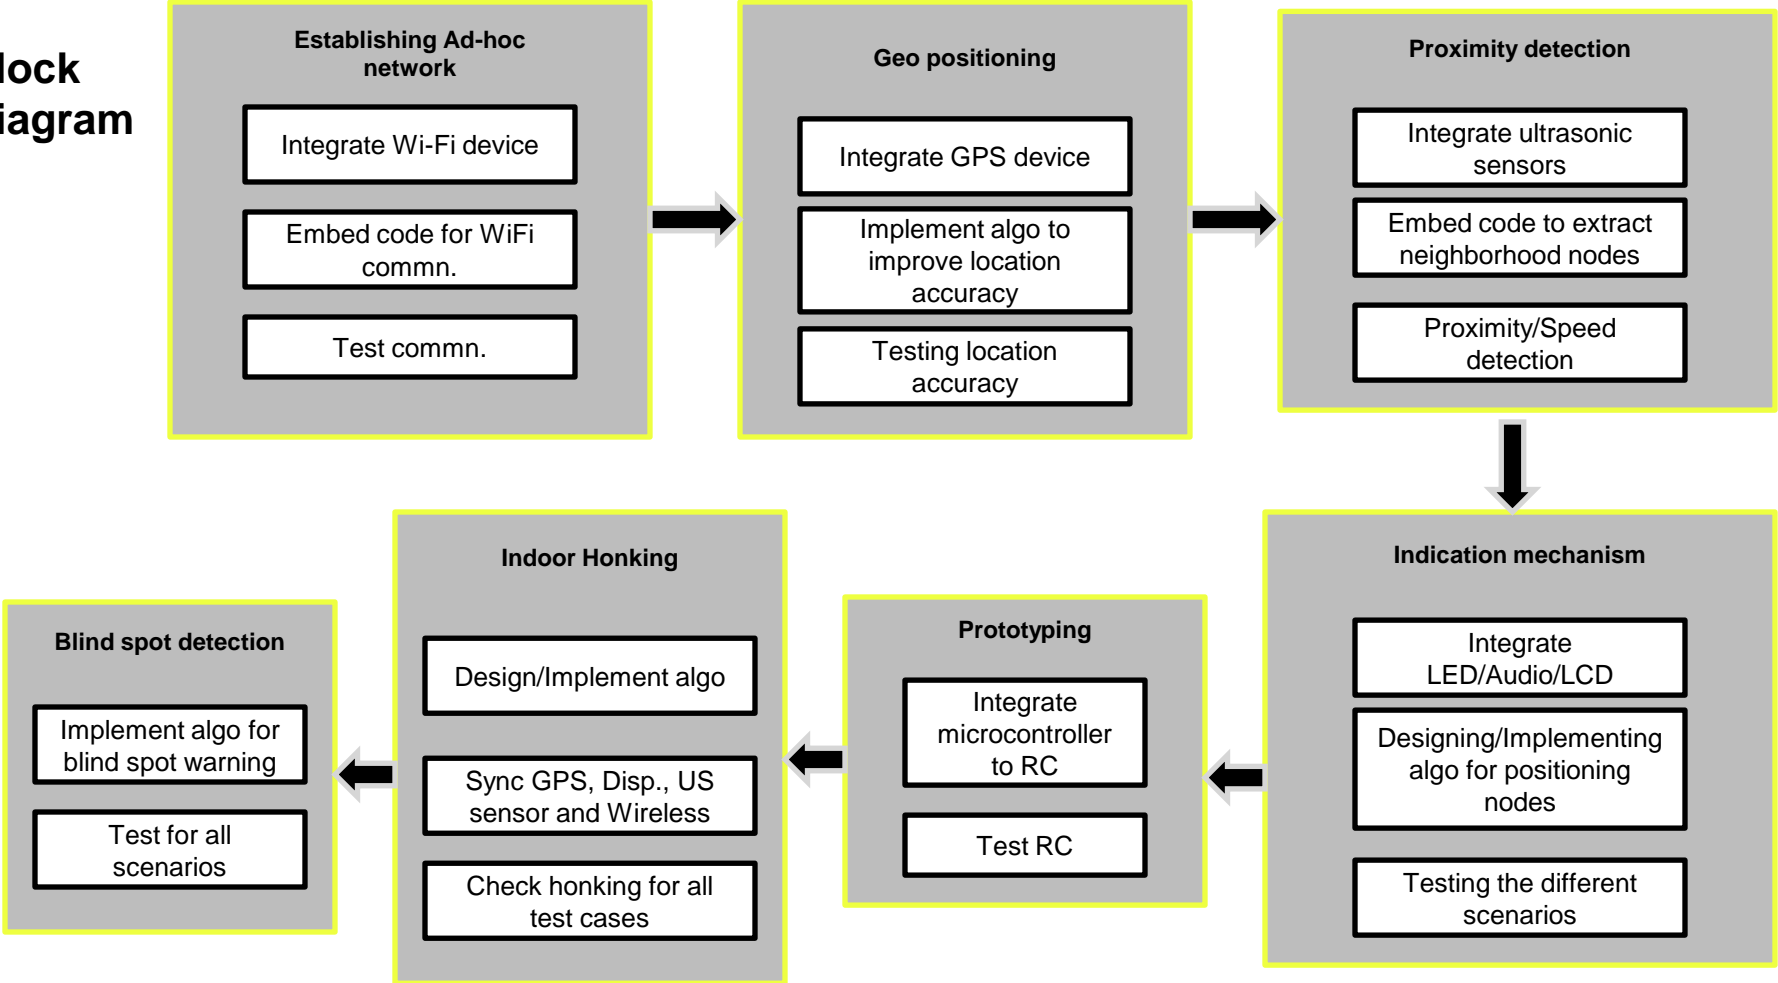 lock
iagram
Establishing Ad-hoc
network
Integrate Wi-Fi device
Embed code for WiFi
commn.
Test commn.
Geo positioning
Integrate GPS device
Implement algo to
improve location
accuracy
Testing location
accuracy
Proximity detection
Integrate ultrasonic
sensors
Embed code to extract
neighborhood nodes
Proximity/Speed
detection
Indication mechanism
Integrate
LED/Audio/LCD
Designing/Implementing
algo for positioning
nodes
Testing the different
scenarios
Prototyping
Integrate
microcontroller
to RC
Test RC
Indoor Honking
Design/Implement algo
Sync GPS, Disp., US
sensor and Wireless
Check honking for all
test cases
Blind spot detection
Implement algo for
blind spot warning
Test for all
scenarios